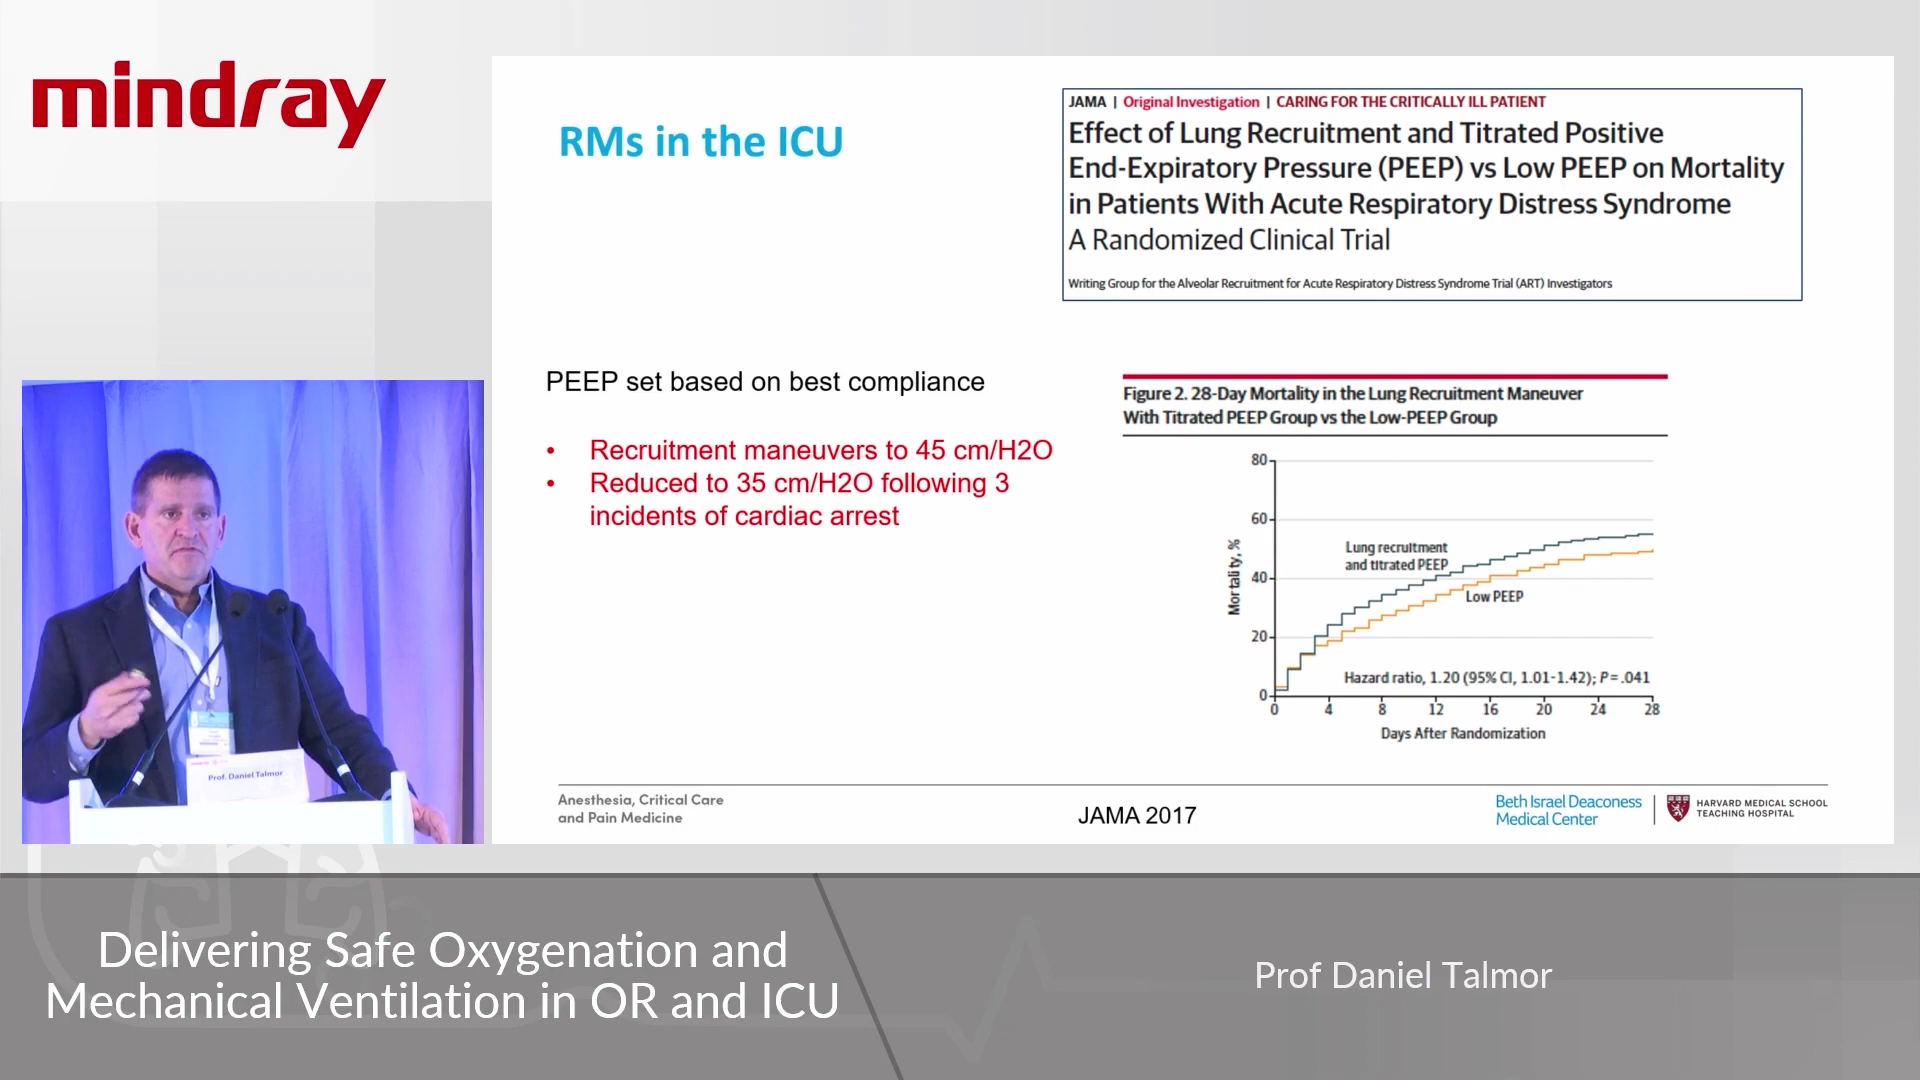 mindray
RMs in the ICU
JAMA | Original Investigation | CARING FOR THE CRITICALLY ILL PATIENT
Effect of Lung Recruitment and Titrated Positive
End-Expiratory Pressure (PEEP) vs Low PEEP on Mortality
in Patients With Acute Respiratory Distress Syndrome
A Randomized Clinical Trial
Writing Group for the Alveolar Recruitment for Acute Respiratory Distress Syndrome Trial (ART) Investigators
PEEP set based on best compliance
• Recruitment maneuvers to 45 cm/H2O
• Reduced to 35 cm/H2O following 3
incidents of cardiac arrest
Figure 2. 28-Day Mortality in the Lung Recruitment Maneuver
With Titrated PEEP Group vs the Low-PEEP Group
80
60
40
20
0
Mortality, %
Lung recruitment
and titrated PEEP
Low PEEP
Hazard ratio, 1.20 (95% CI, 1.01-1.42); P = .041
0 4 8 12 16 20 24 28
Days After Randomization
Anesthesia, Critical Care
and Pain Medicine
JAMA 2017
Beth Israel Deaconess
Medical Center
HARVARD MEDICAL SCHOOL
TEACHING HOSPITAL
Prof. Daniel Talmor
Delivering Safe Oxygenation and
Mechanical Ventilation in OR and ICU
Prof Daniel Talmor